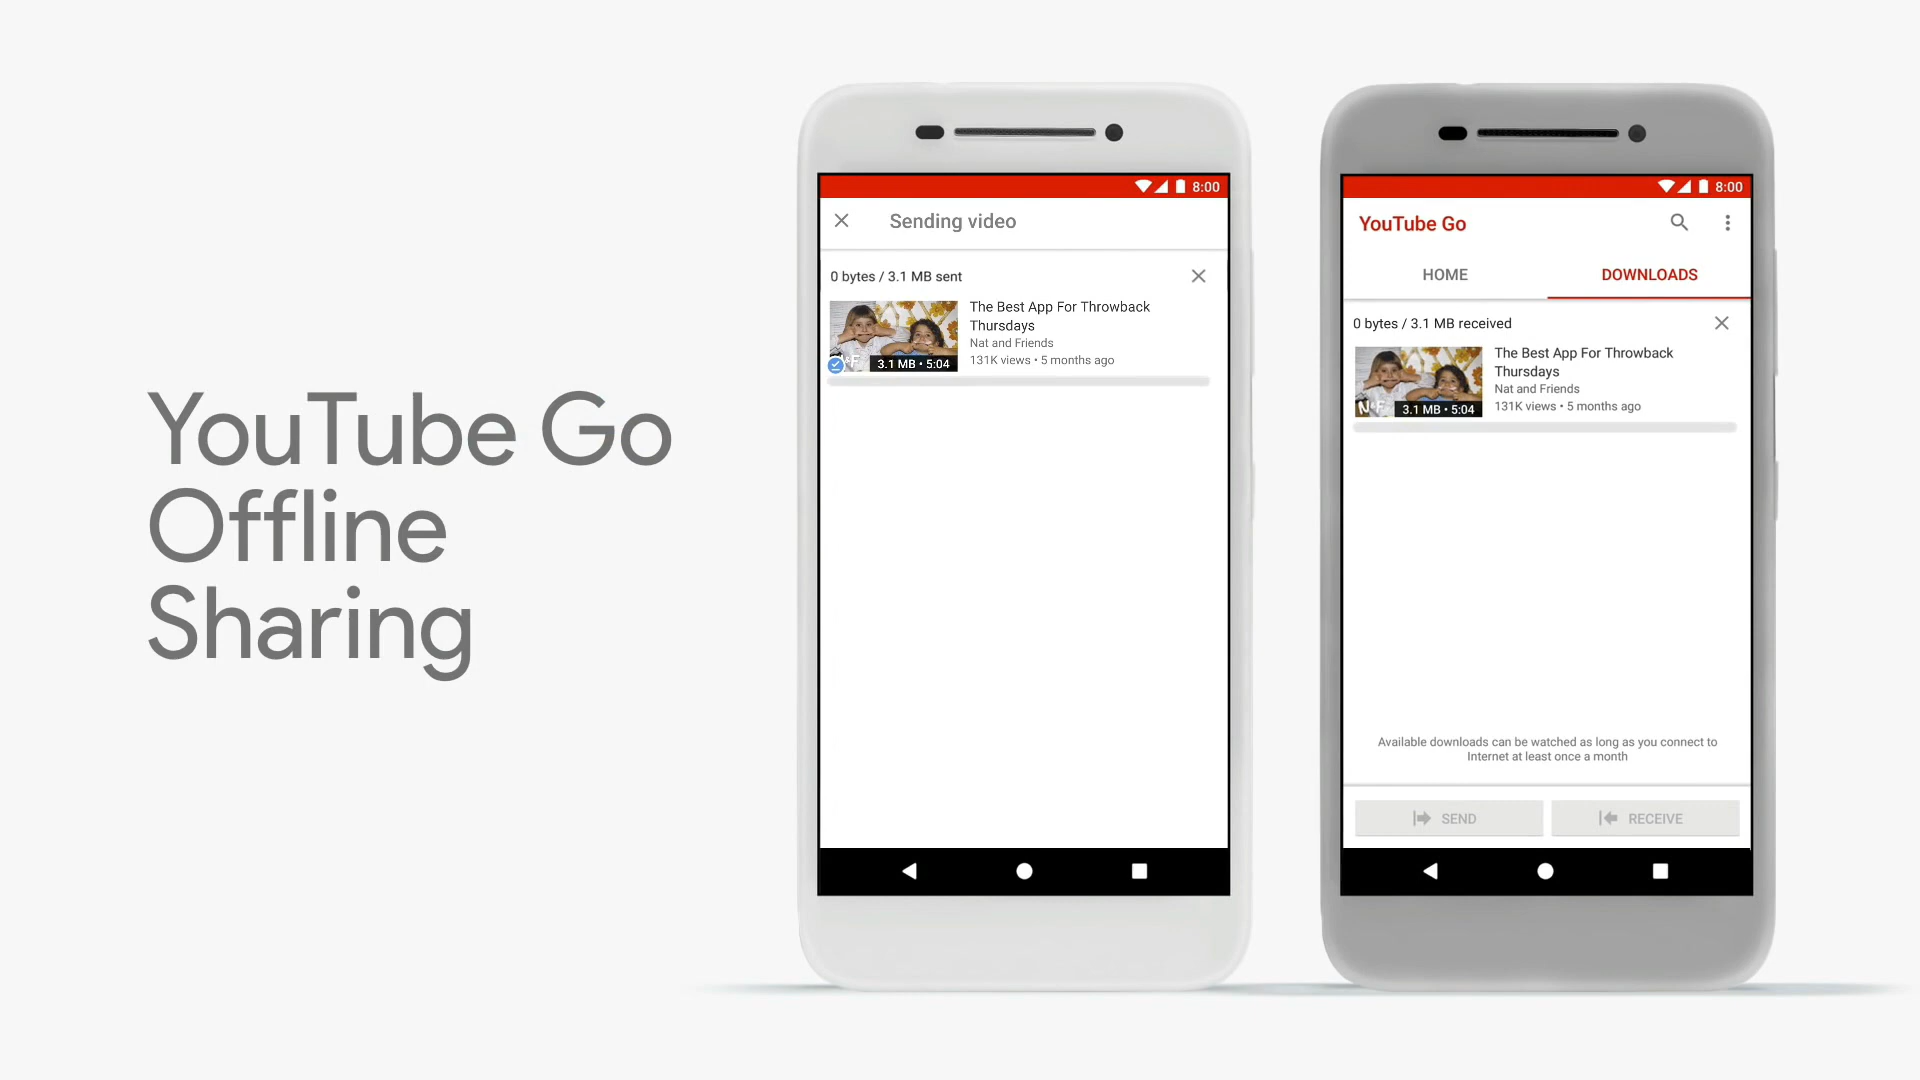 YouTube Go
Offline
Sharing
8:00
Sending video
0 bytes / 3.1 MB sent
The Best App For Throwback
Thursdays
Nat and Friends
131K views • 5 months ago
3.1 MB • 5:04
8:00
YouTube Go
HOME
DOWNLOADS
0 bytes / 3.1 MB received
The Best App For Throwback
Thursdays
Nat and Friends
131K views • 5 months ago
N&F
3.1 MB • 5:04
Available downloads can be watched as long as you connect to
Internet at least once a month
SEND
RECEIVE